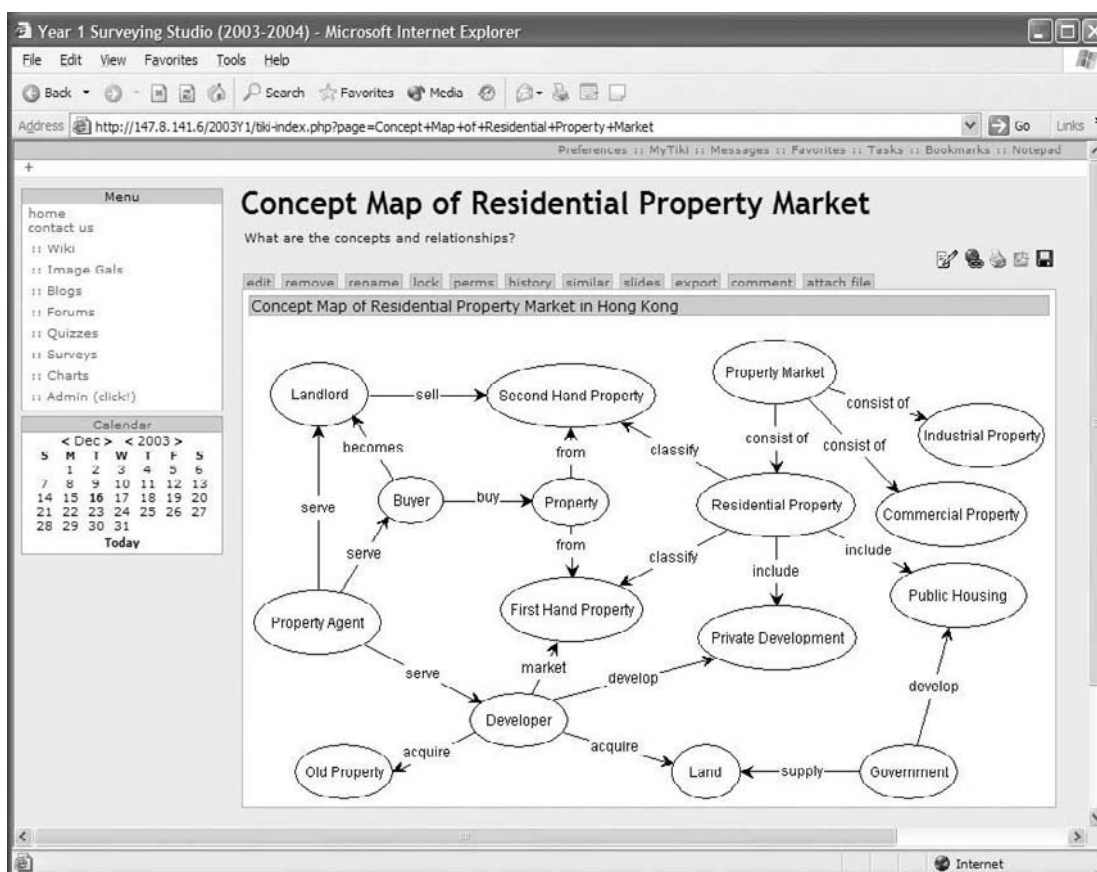 Year 1 Surveying Studio (2003-2004) - Microsoft Internet Explorer
File Edit View Favorites Tools Help
Back Search Favorites Media
Address http://147.8.141.6/2003Y1/tiki-index.php?page=Concept+Map+of+Residential+Property+Market Go Links
Preferences :: MyTiki :: Messages :: Favorites :: Tasks :: Bookmarks :: Notepad
+
Menu
home
contact us
:: Wiki
:: Image Gals
:: Blogs
:: Forums
:: Quizzes
:: Surveys
:: Charts
:: Admin (click!)
Calendar
< Dec > < 2003 >
S M T W T F S
1 2 3 4 5 6
7 8 9 10 11 12 13
14 15 16 17 18 19 20
21 22 23 24 25 26 27
28 29 30 31
Today
Concept Map of Residential Property Market
What are the concepts and relationships?
edit remove rename lock perms history similar slides export comment attach file
Concept Map of Residential Property Market in Hong Kong
Property Market
Landlord sell Second Hand Property
consist of
Industrial Property
becomes from classify consist of consist of
Buyer buy Property Residential Property Commercial Property
serve
serve from classify include include
Public Housing
First Hand Property
Property Agent Private Development
serve market develop develop
Developer
acquire acquire
Old Property Land supply Government
Internet